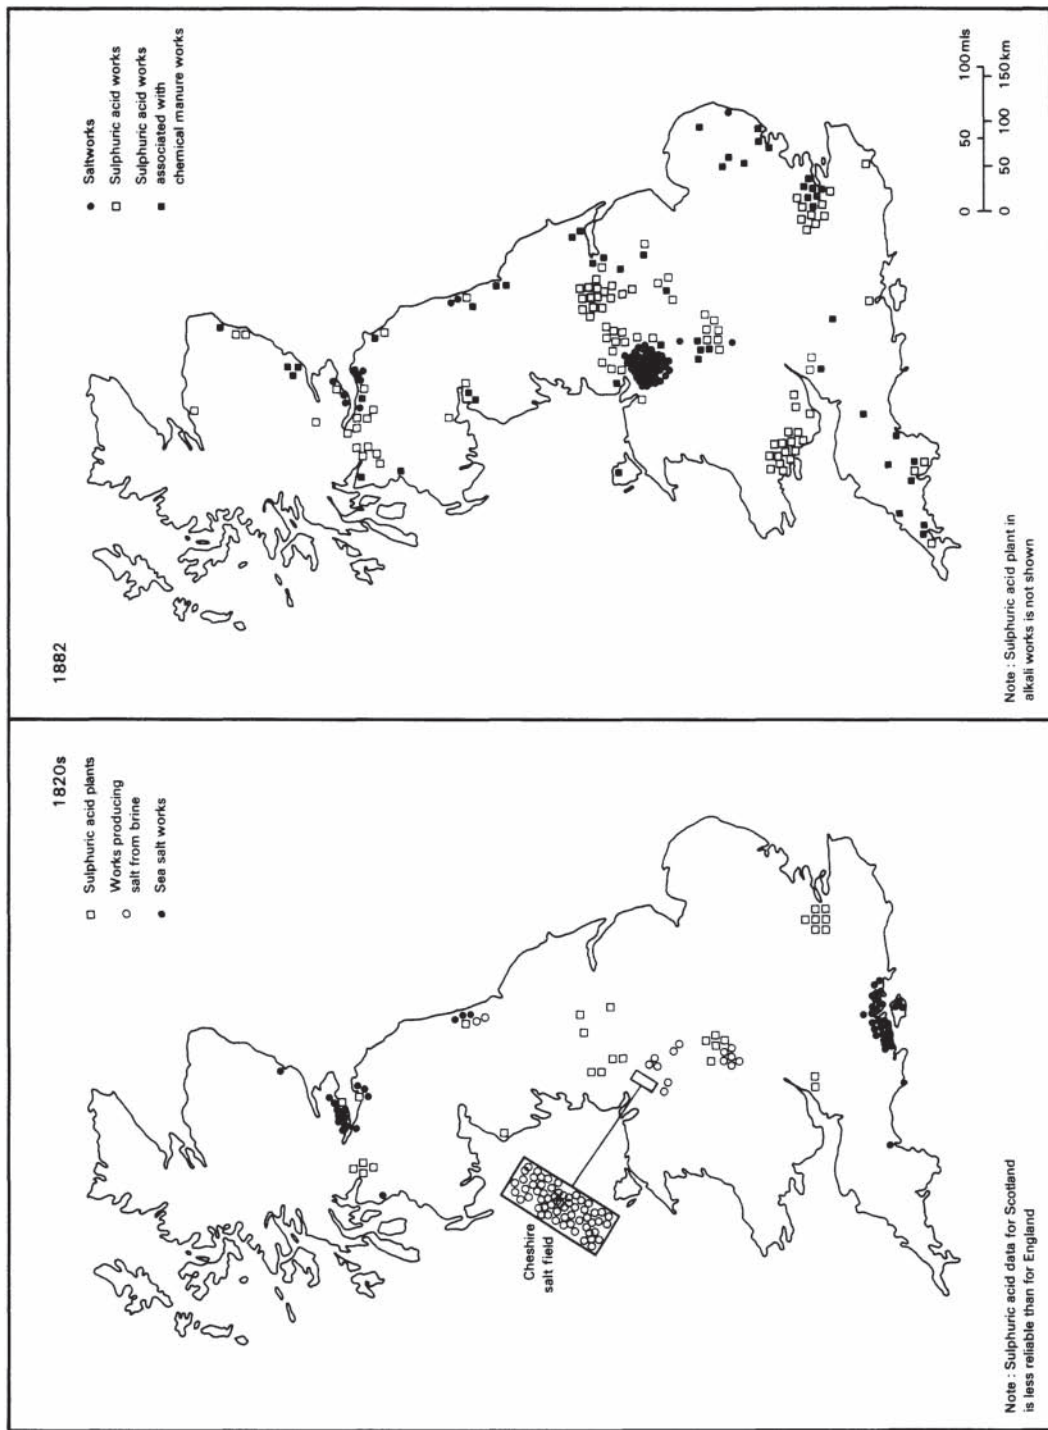 1820s
Sulphuric acid plants
Works producing
salt from brine
Sea salt works
Cheshire
salt field
Note : Sulphuric acid data for Scotland
is less reliable than for England
1882
Saltworks
Sulphuric acid works
Sulphuric acid works
associated with
chemical manure works
0 50 100 mls
0 50 100 150 km
Note : Sulphuric acid plant in
alkali works is not shown